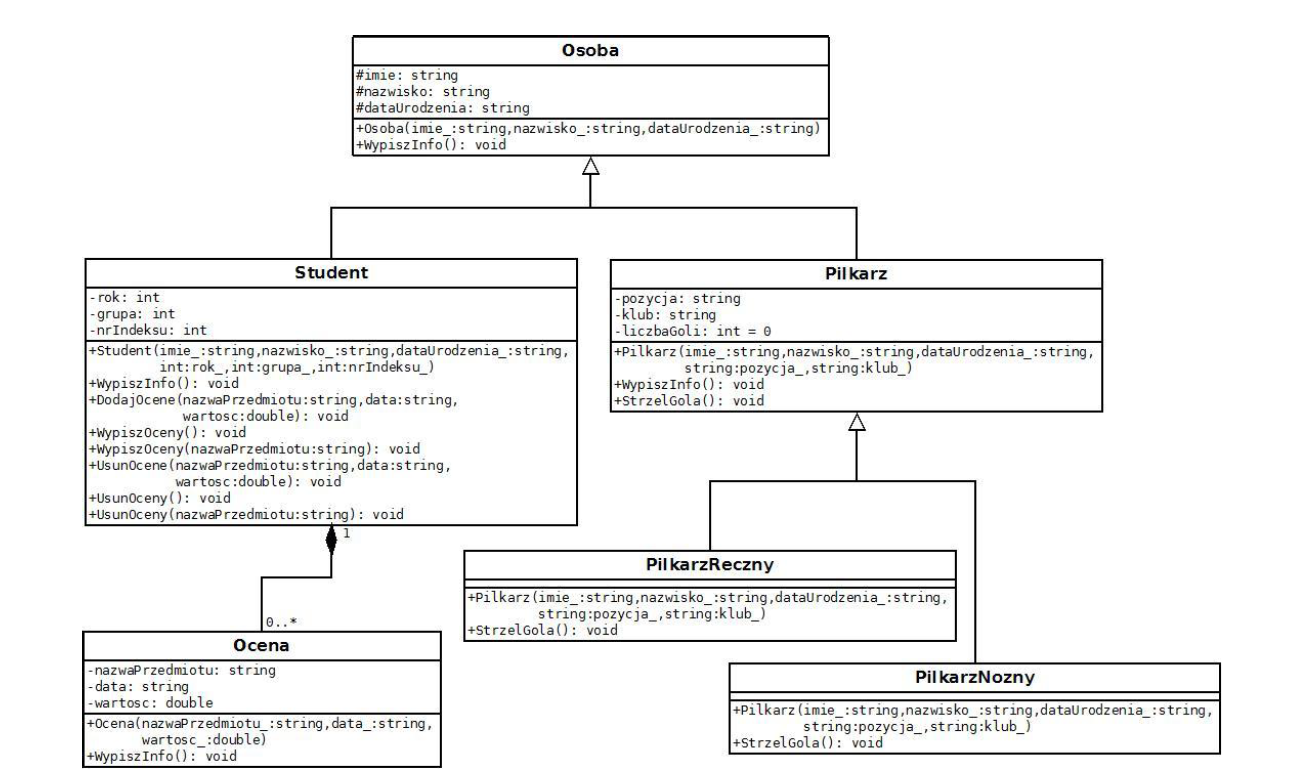 Osoba
#imie: string
#nazwisko: string
#dataUrodzenia: string
+Osoba(imie_:string,nazwisko_:string,dataUrodzenia_:string)
+WypiszInfo(): void
Student
-rok: int
-grupa: int
-nrIndeksu: int
+Student(imie_:string,nazwisko_:string,dataUrodzenia_:string,
int:rok_,int:grupa_,int:nrIndeksu_)
+WypiszInfo(): void
+DodajOcene(nazwaPrzedmiotu:string,data:string,
wartosc:double): void
+WypiszOceny(): void
+WypiszOceny(nazwaPrzedmiotu:string): void
+UsunOcene(nazwaPrzedmiotu:string,data:string,
wartosc:double): void
+UsunOceny(): void
+UsunOceny(nazwaPrzedmiotu:string): void
Pilkarz
-pozycja: string
-klub: string
-liczbaGoli: int = 0
+Pilkarz(imie_:string,nazwisko_:string,dataUrodzenia_:string,
string:pozycja_,string:klub_)
+WypiszInfo(): void
+StrzelGola(): void
1
0..*
Ocena
-nazwaPrzedmiotu: string
-data: string
-wartosc: double
+Ocena(nazwaPrzedmiotu_:string,data_:string,
wartosc_:double)
+WypiszInfo(): void
PilkarzReczny
+Pilkarz(imie_:string,nazwisko_:string,dataUrodzenia_:string,
string:pozycja_,string:klub_)
+StrzelGola(): void
PilkarzNozny
+Pilkarz(imie_:string,nazwisko_:string,dataUrodzenia_:string,
string:pozycja_,string:klub_)
+StrzelGola(): void